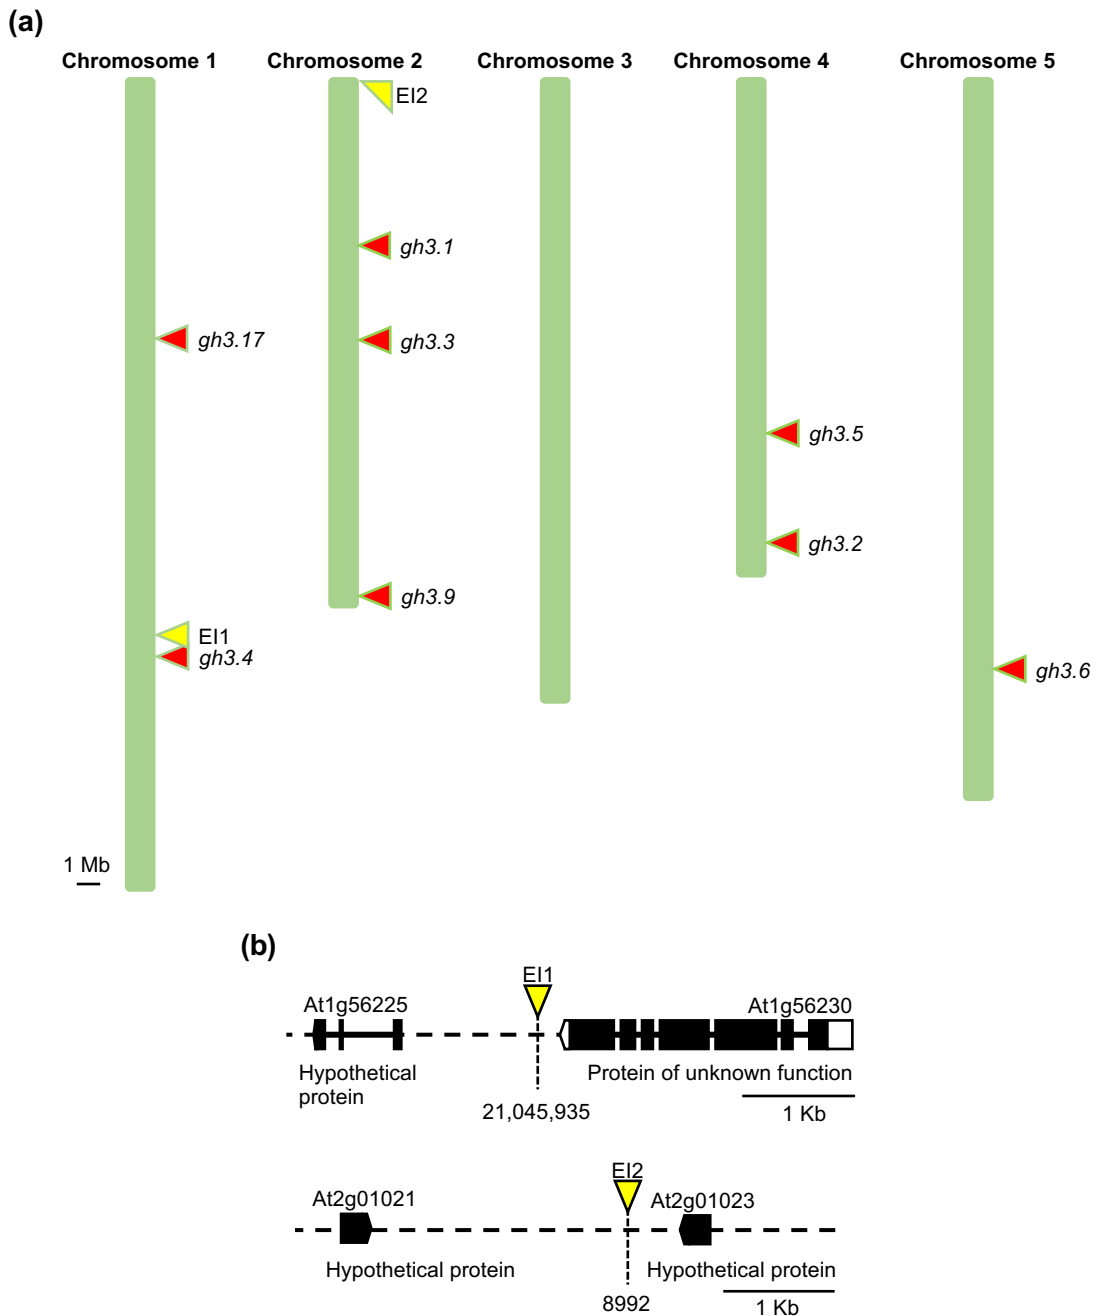 (a)
Chromosome 1 Chromosome 2 Chromosome 3 Chromosome 4 Chromosome 5
EI2
gh3.1
gh3.17
gh3.3
gh3.5
gh3.2
gh3.9
EI1
gh3.4
gh3.6
1 Mb
(b)
EI1
At1g56225
At1g56230
Hypothetical
protein
Protein of unknown function
21,045,935
1 Kb
EI2
At2g01021
At2g01023
Hypothetical protein
Hypothetical protein
8992
1 Kb